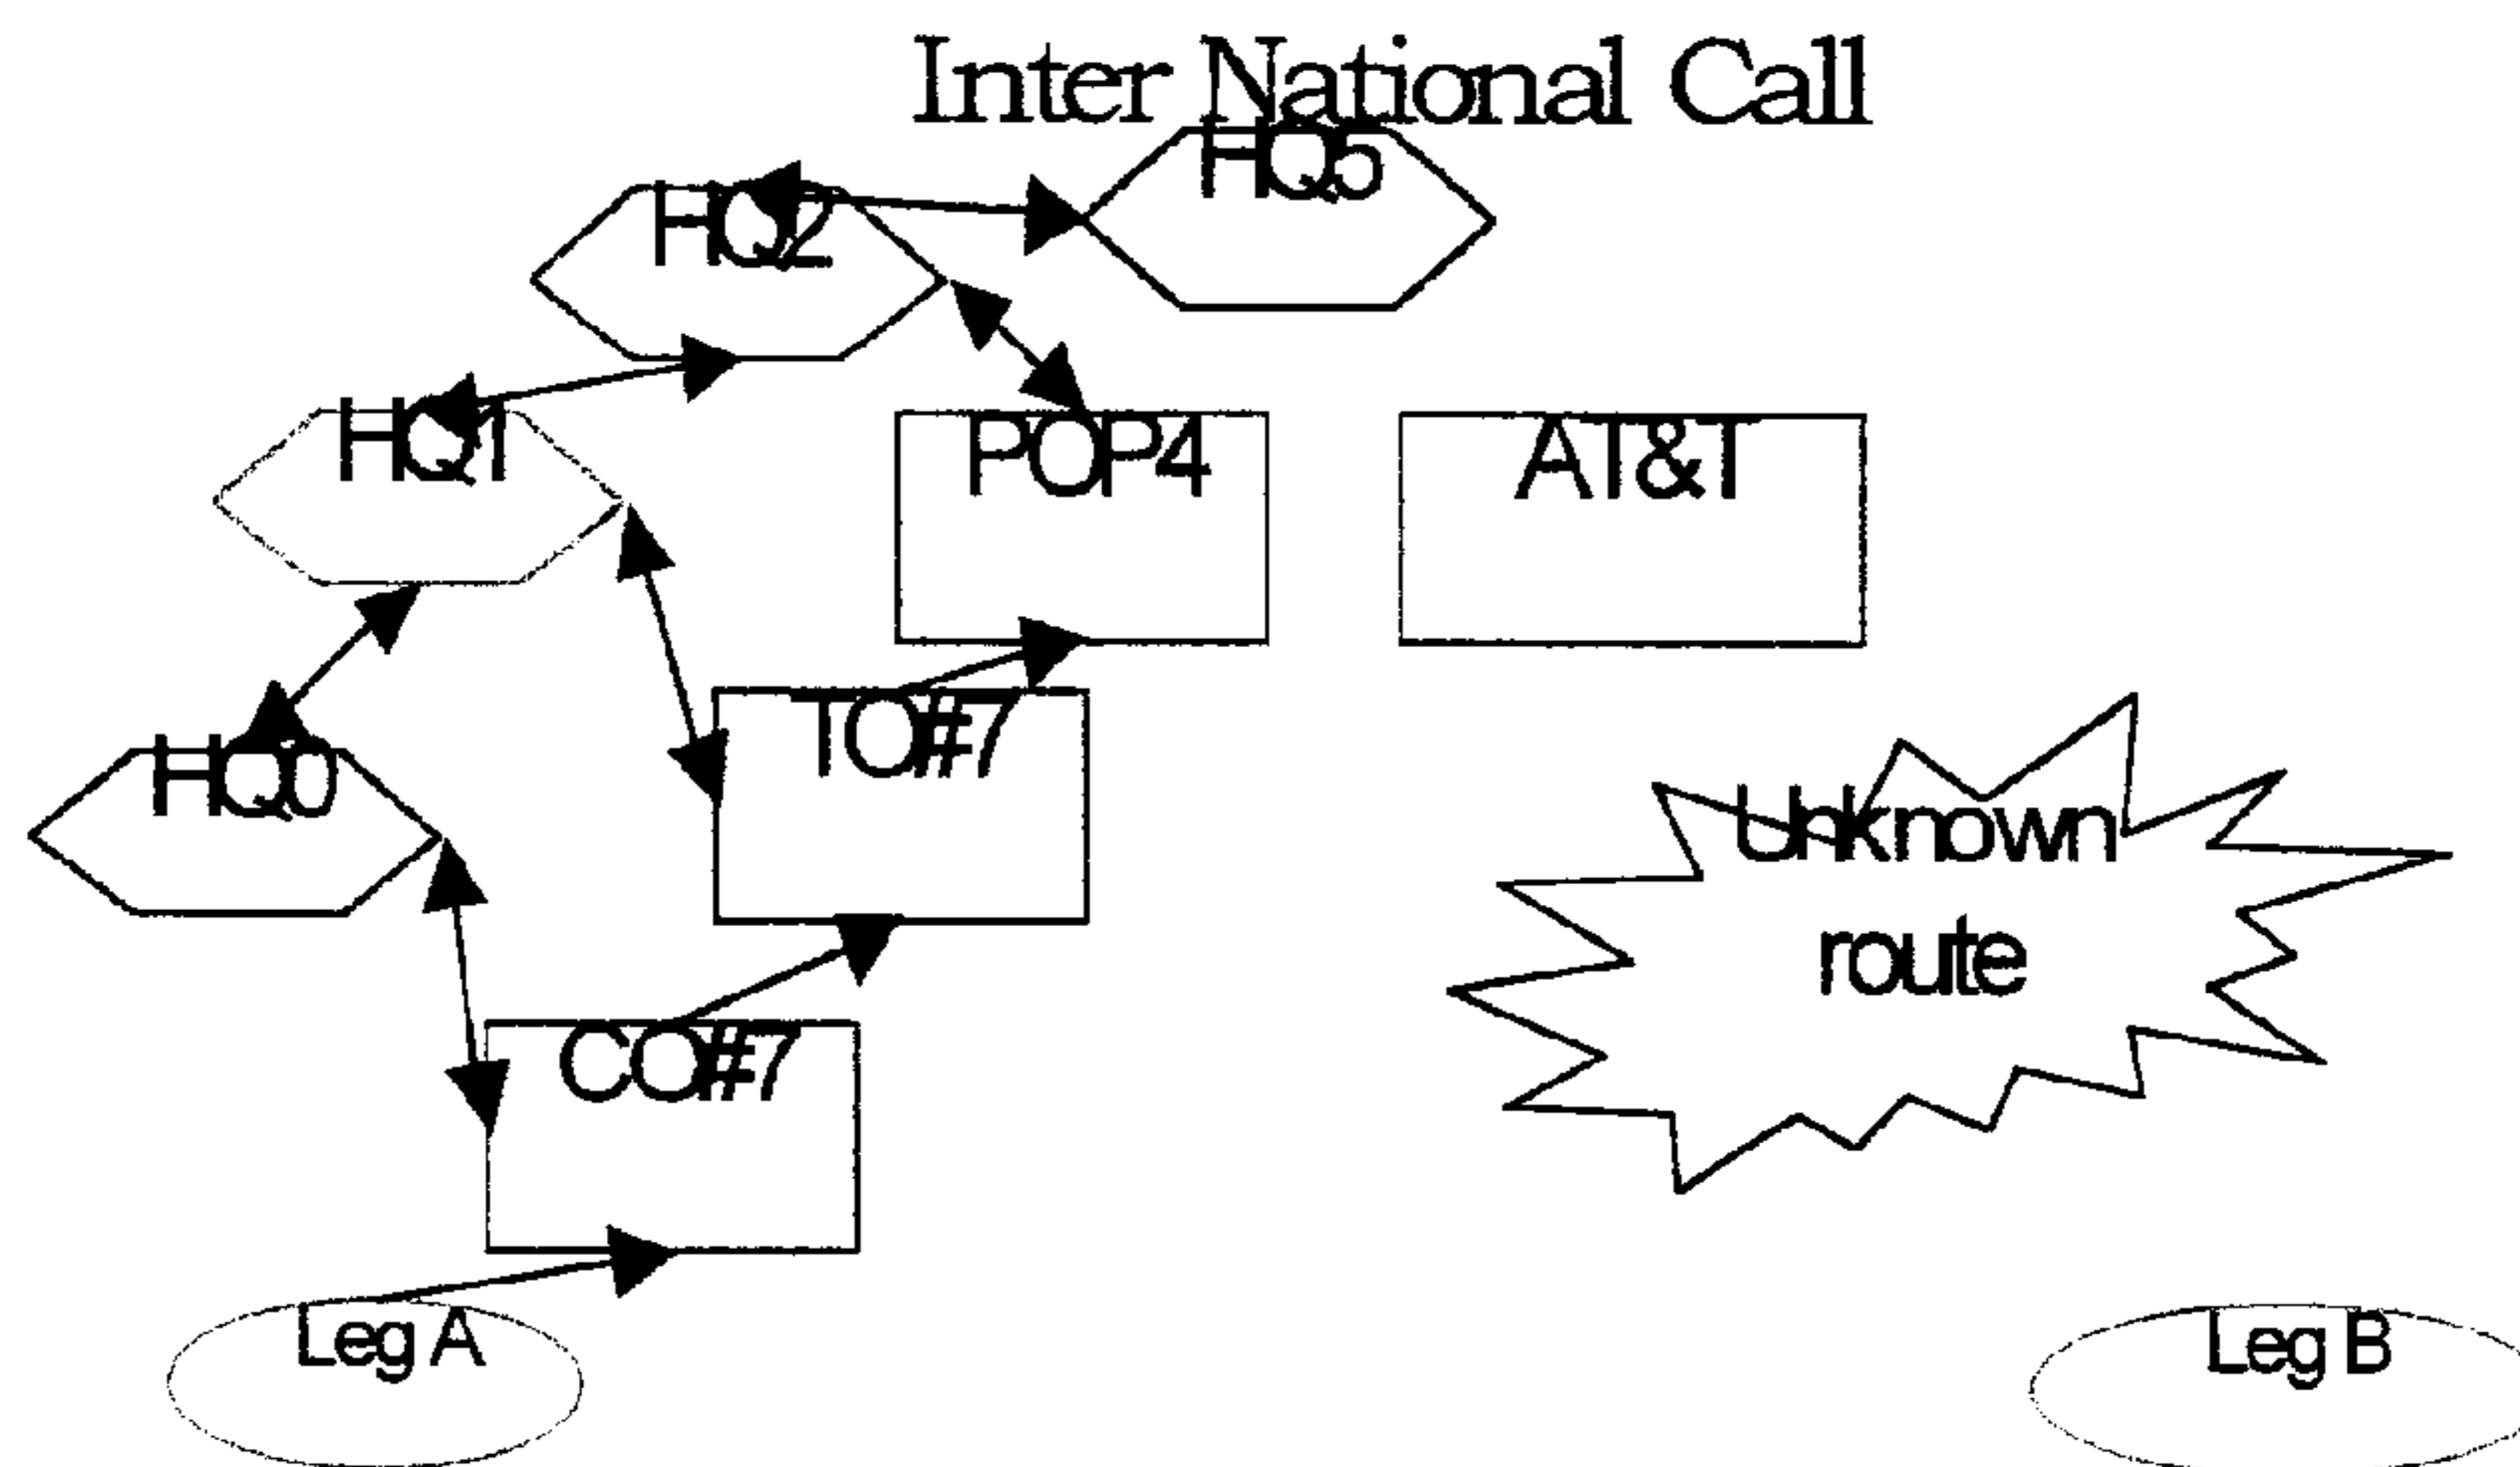 Inter National Call
HQ5
HQ2
HQ1
POP4
AT&T
TO#7
HQ0
Unknown
route
CO#7
Leg A
Leg B